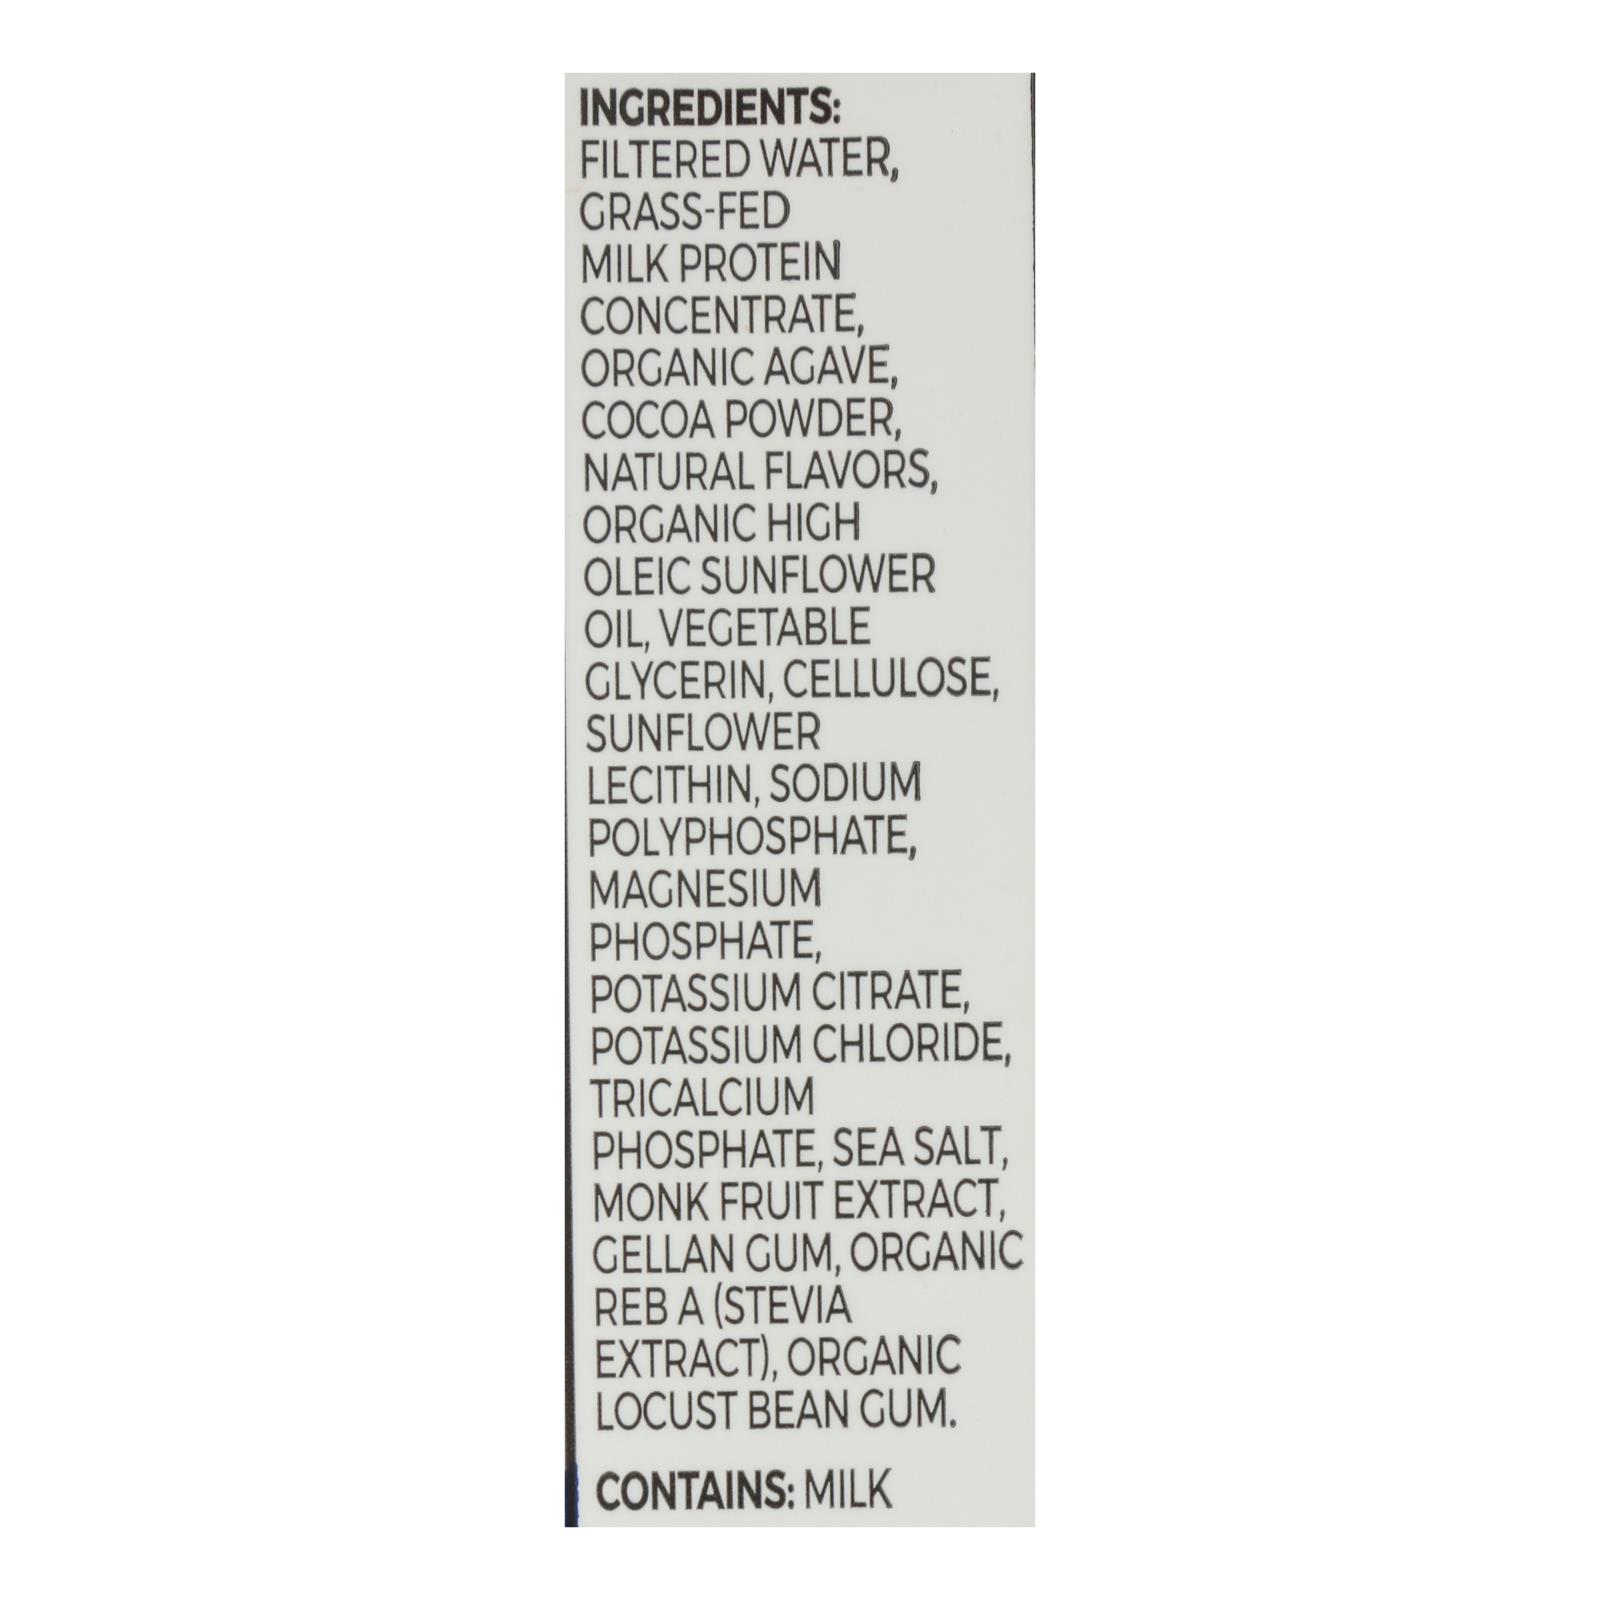 INGREDIENTS:
FILTERED WATER,
GRASS-FED
MILK PROTEIN
CONCENTRATE,
ORGANIC AGAVE,
COCOA POWDER,
NATURAL FLAVORS,
ORGANIC HIGH
OLEIC SUNFLOWER
OIL, VEGETABLE
GLYCERIN, CELLULOSE,
SUNFLOWER
LECITHIN, SODIUM
POLYPHOSPHATE,
MAGNESIUM
PHOSPHATE,
POTASSIUM CITRATE,
POTASSIUM CHLORIDE,
TRICALCIUM
PHOSPHATE, SEA SALT,
MONK FRUIT EXTRACT,
GELLAN GUM, ORGANIC
REB A (STEVIA
EXTRACT), ORGANIC
LOCUST BEAN GUM.
CONTAINS: MILK